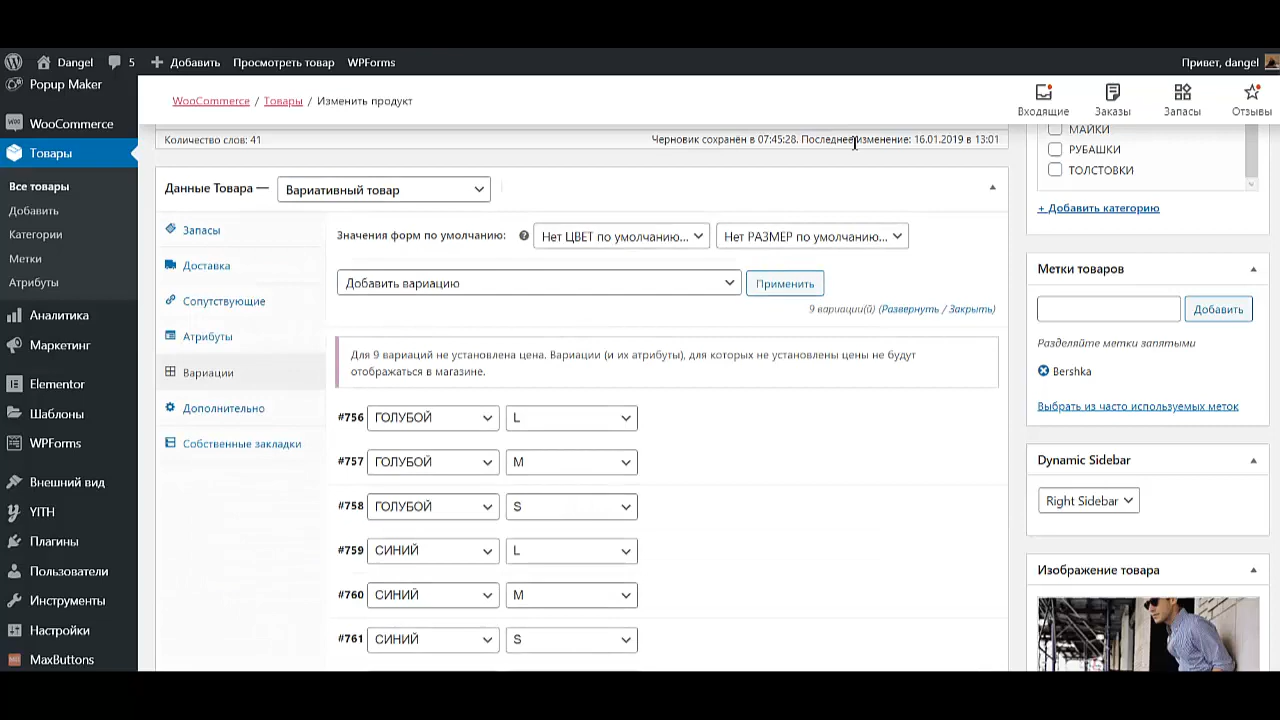 Dangel 5 Добавить Просмотреть товар WPForms Привет, dangel
Popup Maker
WooCommerce
Товары
Все товары
Добавить
Категории
Метки
Атрибуты
Аналитика
Маркетинг
Elementor
Шаблоны
WPForms
Внешний вид
YITH
Плагины
Пользователи
Инструменты
Настройки
MaxButtons
WooCommerce / Товары / Изменить продукт
Входящие Заказы Запасы Отзывы
Количество слов: 41 Черновик сохранён в 07:45:28. Последнее изменение: 16.01.2019 в 13:01
Данные Товара — Вариативный товар
Запасы
Доставка
Сопутствующие
Атрибуты
Вариации
Дополнительно
Собственные закладки
Значения форм по умолчанию: ? Нет ЦВЕТ по умолчанию... Нет РАЗМЕР по умолчанию...
Добавить вариацию Применить
9 вариации(й) (Развернуть / Закрыть)
Для 9 вариаций не установлена цена. Вариации (и их атрибуты), для которых не установлены цены не будут
отображаться в магазине.
#756 ГОЛУБОЙ L
#757 ГОЛУБОЙ M
#758 ГОЛУБОЙ S
#759 СИНИЙ L
#760 СИНИЙ M
#761 СИНИЙ S
МАЙКИ
РУБАШКИ
ТОЛСТОВКИ
+ Добавить категорию
Метки товаров
Добавить
Разделяйте метки запятыми
Bershka
Выбрать из часто используемых меток
Dynamic Sidebar
Right Sidebar
Изображение товара